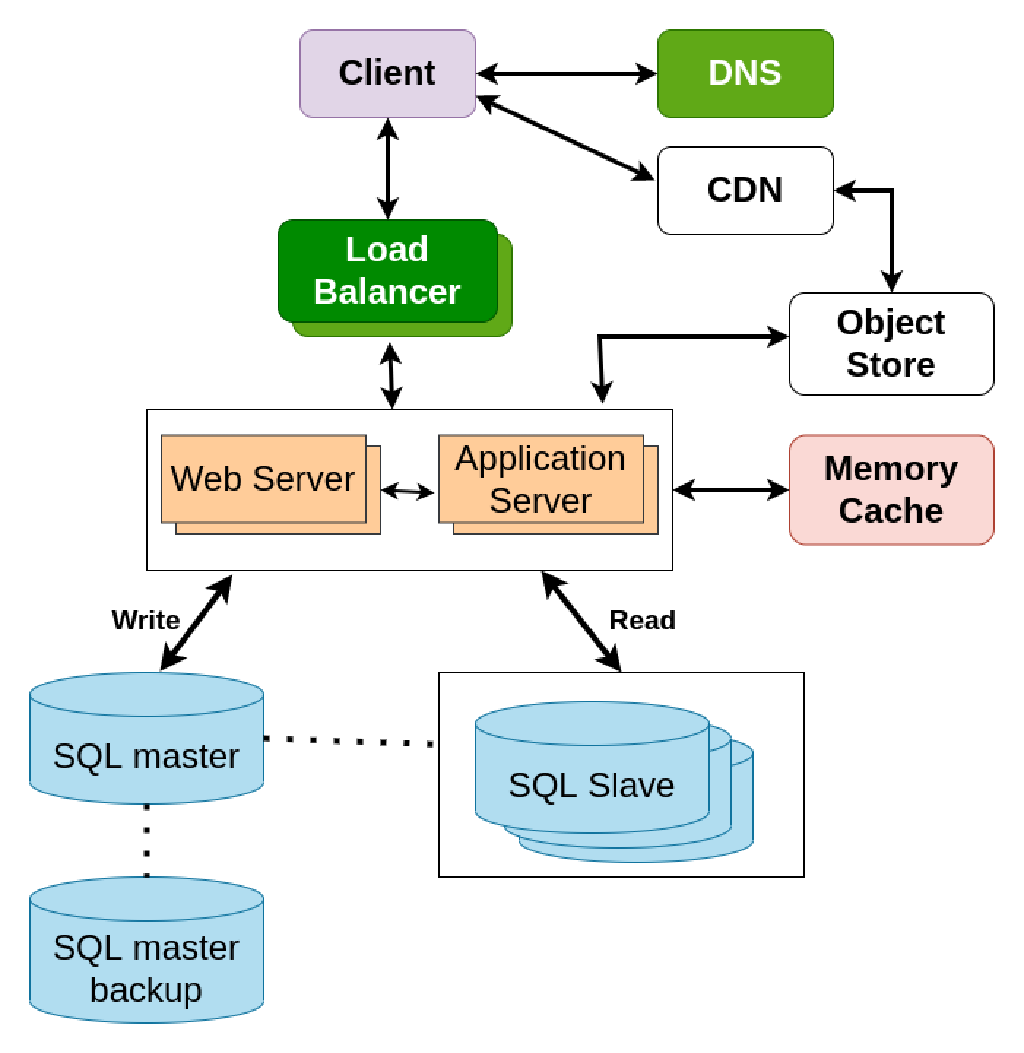 Client
DNS
CDN
Load
Balancer
Object
Store
Web Server
Application
Server
Memory
Cache
Write
Read
SQL master
SQL Slave
SQL master
backup